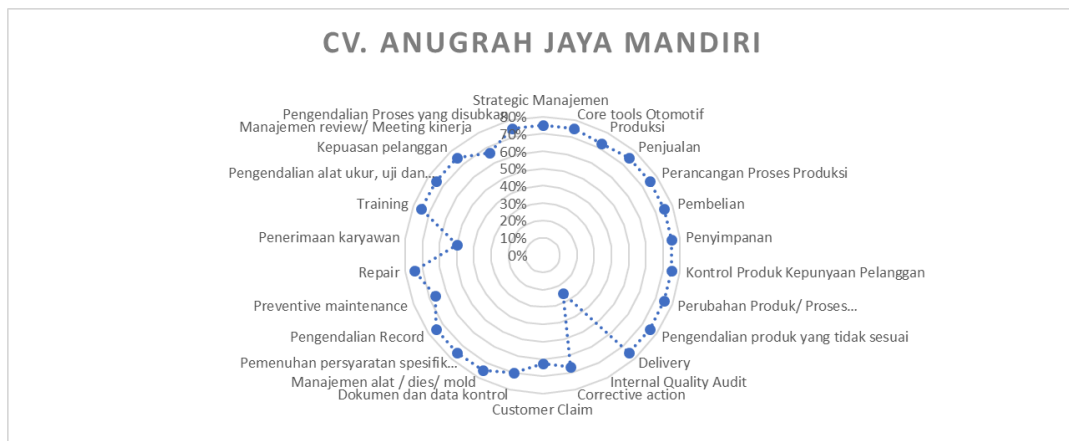 CV. ANUGRAH JAYA MANDIRI
Strategic Manajemen
Core tools Otomotif
Produksi
Penjualan
Perancangan Proses Produksi
Pembelian
Penyimpanan
Kontrol Produk Kepunyaan Pelanggan
Perubahan Produk/ Proses...
Pengendalian produk yang tidak sesuai
Delivery
Internal Quality Audit
Corrective action
Customer Claim
Dokumen dan data kontrol
Manajemen alat / dies/ mold
Pemenuhan persyaratan spesifik...
Pengendalian Record
Preventive maintenance
Repair
Penerimaan karyawan
Training
Pengendalian alat ukur, uji dan...
Kepuasan pelanggan
Manajemen review/ Meeting kinerja
Pengendalian Proses yang disubkan
80%
70%
60%
50%
40%
30%
20%
10%
0%